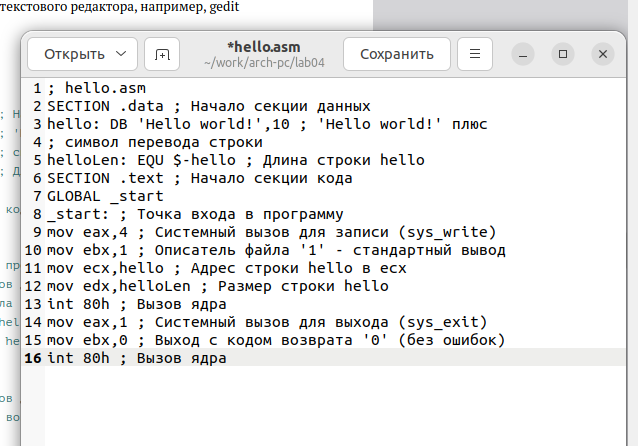 текстового редактора, например, gedit
Открыть
*hello.asm
~/work/arch-pc/lab04
Сохранить
1 ; hello.asm
2 SECTION .data ; Начало секции данных
3 hello: DB 'Hello world!',10 ; 'Hello world!' плюс
4 ; символ перевода строки
5 helloLen: EQU $-hello ; Длина строки hello
6 SECTION .text ; Начало секции кода
7 GLOBAL _start
8 _start: ; Точка входа в программу
9 mov eax,4 ; Системный вызов для записи (sys_write)
10 mov ebx,1 ; Описатель файла '1' - стандартный вывод
11 mov ecx,hello ; Адрес строки hello в ecx
12 mov edx,helloLen ; Размер строки hello
13 int 80h ; Вызов ядра
14 mov eax,1 ; Системный вызов для выхода (sys_exit)
15 mov ebx,0 ; Выход с кодом возврата '0' (без ошибок)
16 int 80h ; Вызов ядра